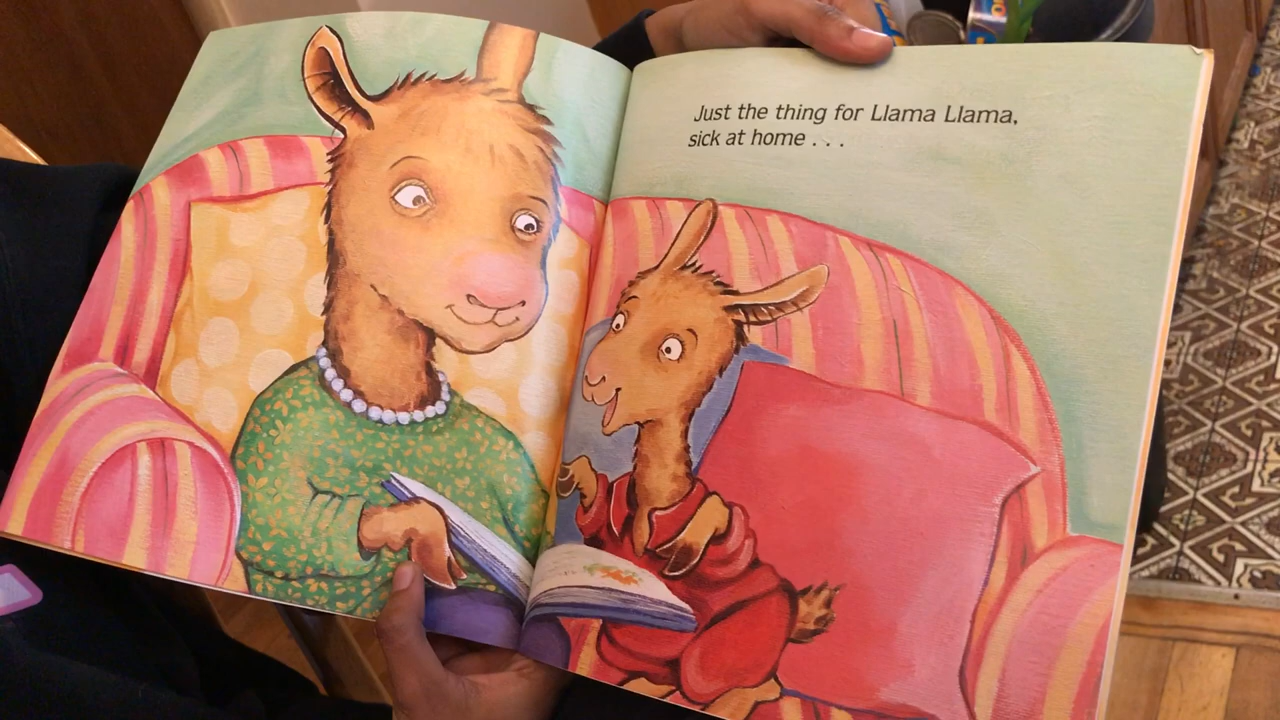 Just the thing for Llama Llama,
sick at home . . .